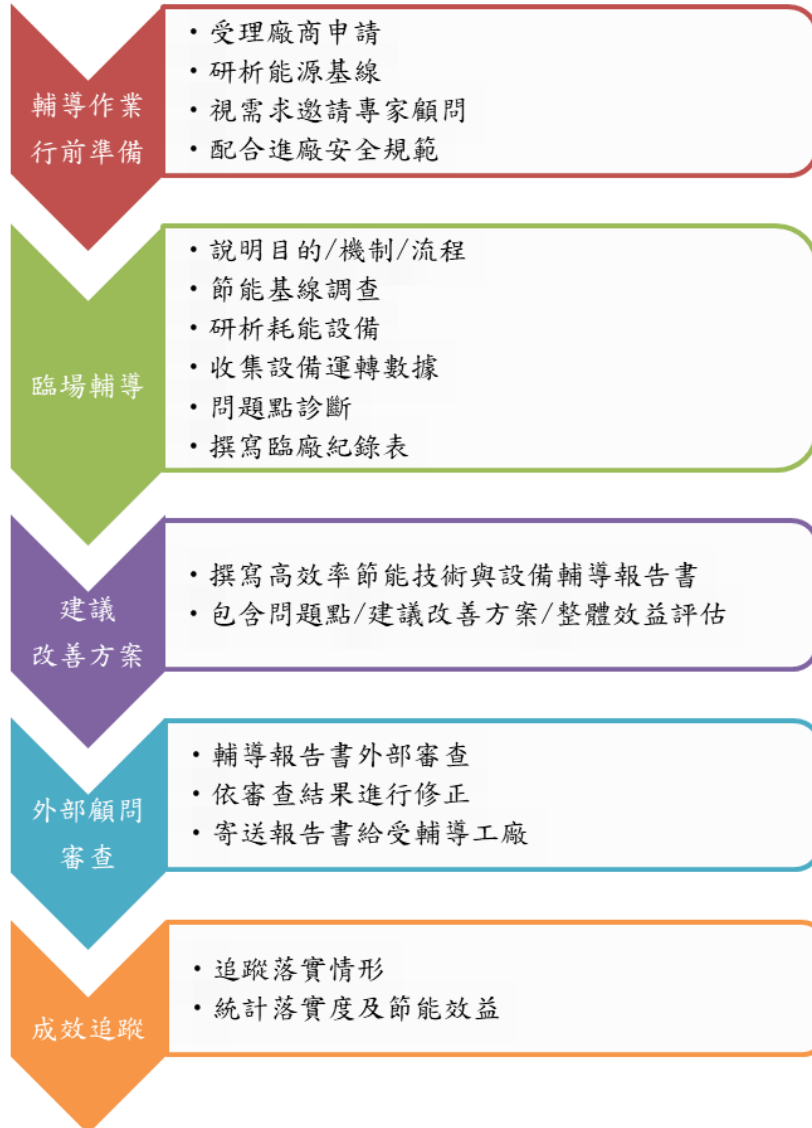 輔導作業
行前準備
・受理廠商申請
・研析能源基線
・視需求邀請專家顧問
・配合進廠安全規範
臨場輔導
・說明目的/機制/流程
・節能基線調查
・研析耗能設備
・收集設備運轉數據
・問題點診斷
・撰寫臨廠紀錄表
建議
改善方案
・撰寫高效率節能技術與設備輔導報告書
・包含問題點/建議改善方案/整體效益評估
外部顧問
審查
・輔導報告書外部審查
・依審查結果進行修正
・寄送報告書給受輔導工廠
成效追蹤
・追蹤落實情形
・統計落實度及節能效益